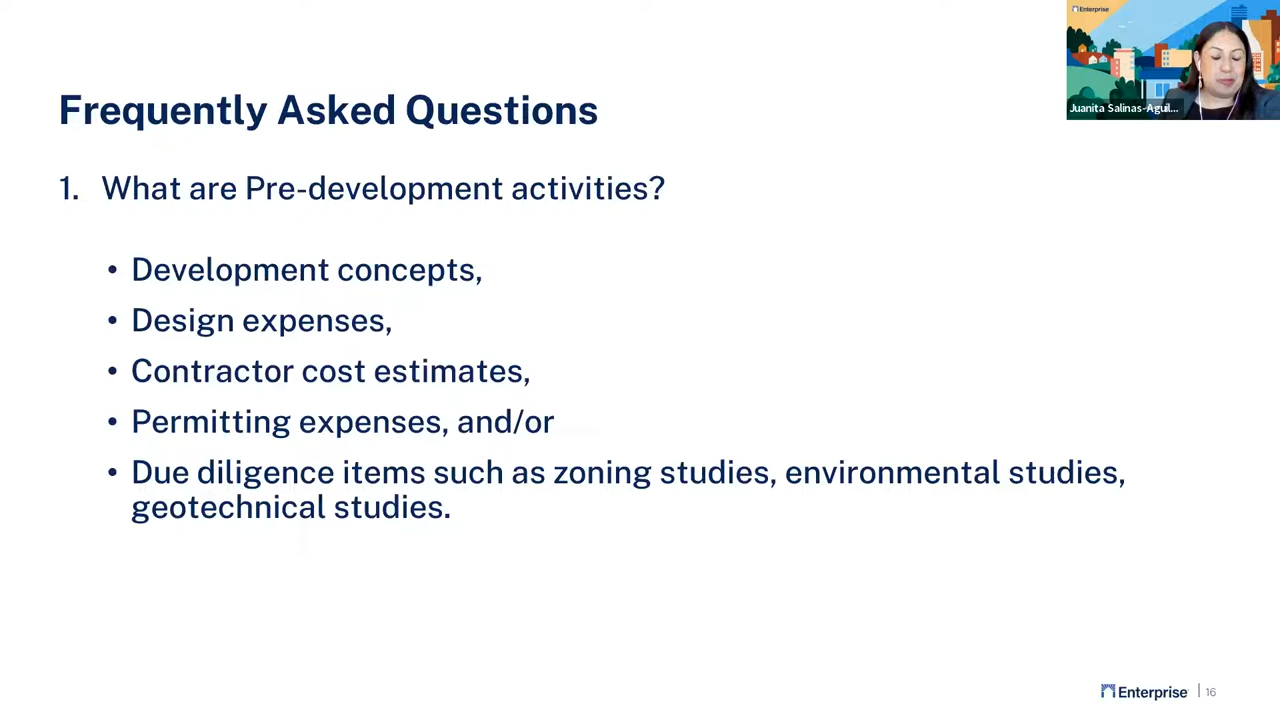 Enterprise
Juanita Salinas-Aguil...
Frequently Asked Questions
1. What are Pre-development activities?
• Development concepts,
• Design expenses,
• Contractor cost estimates,
• Permitting expenses, and/or
• Due diligence items such as zoning studies, environmental studies,
geotechnical studies.
Enterprise | 16